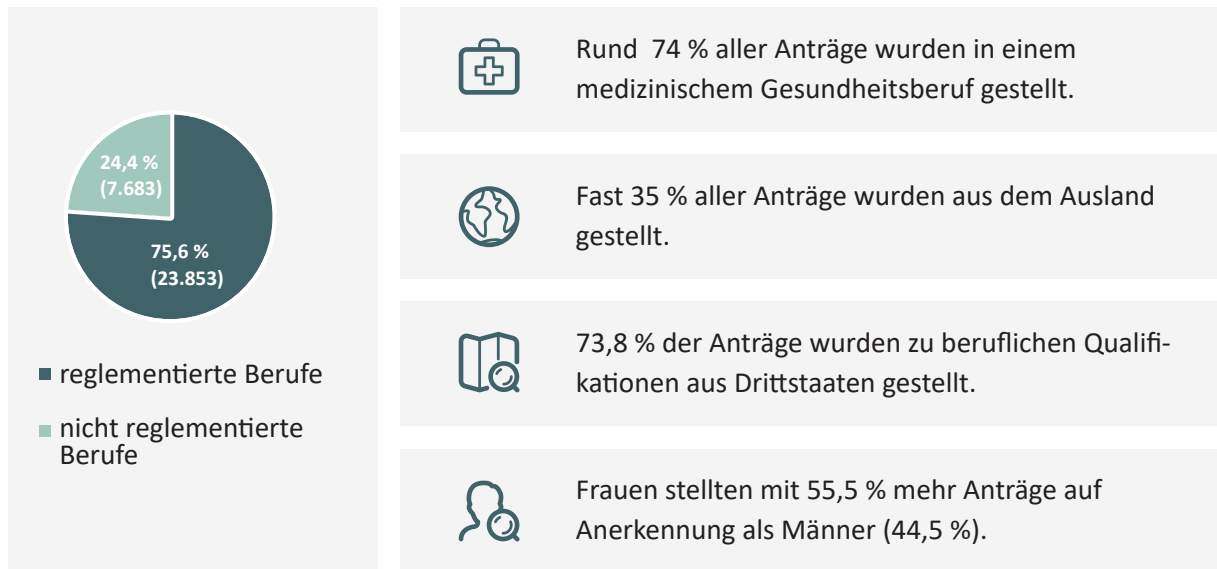 24,4 %
(7.683)
75,6 %
(23.853)
reglementierte Berufe
nicht reglementierte
Berufe
Rund 74 % aller Anträge wurden in einem
medizinischem Gesundheitsberuf gestellt.
Fast 35 % aller Anträge wurden aus dem Ausland
gestellt.
73,8 % der Anträge wurden zu beruflichen Qualifi-
kationen aus Drittstaaten gestellt.
Frauen stellten mit 55,5 % mehr Anträge auf
Anerkennung als Männer (44,5 %).